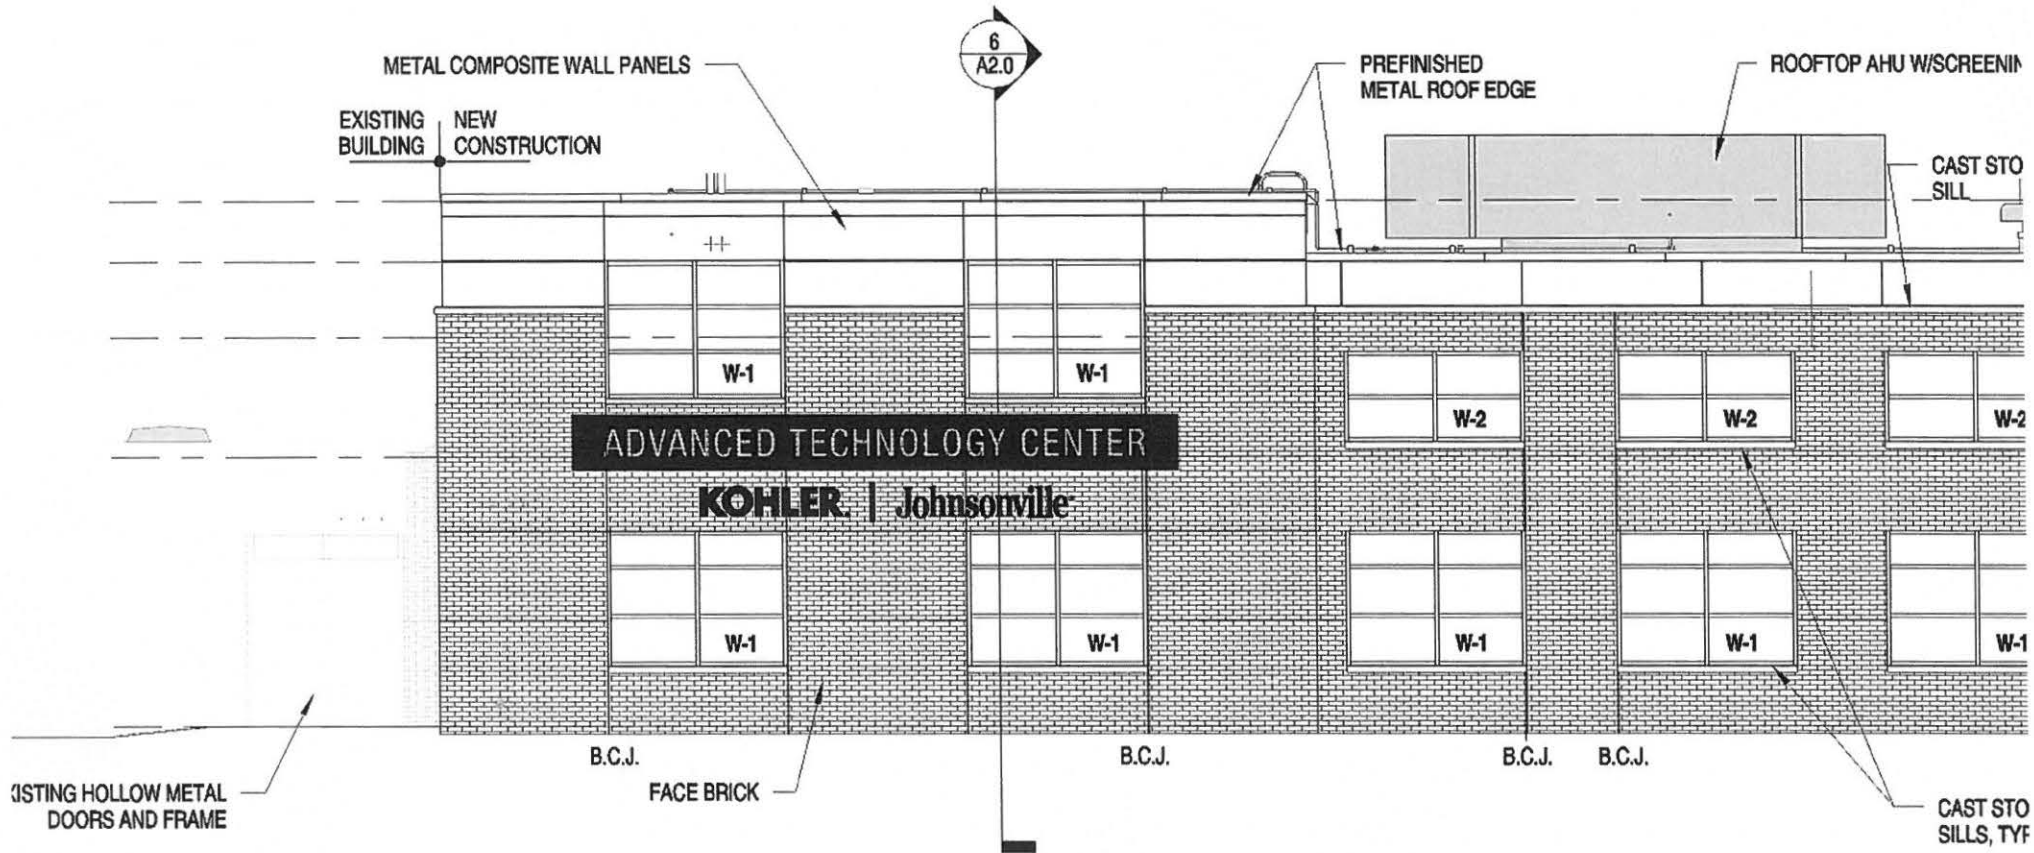 6
A2.0
METAL COMPOSITE WALL PANELS
PREFINISHED
METAL ROOF EDGE
ROOFTOP AHU W/SCREENIN
EXISTING
BUILDING
NEW
CONSTRUCTION
CAST STO
SILL
W-1
W-1
W-2
W-2
W-2
ADVANCED TECHNOLOGY CENTER
KOHLER. | Johnsonville
W-1
W-1
W-1
W-1
W-1
B.C.J.
B.C.J.
B.C.J.
B.C.J.
FACE BRICK
XISTING HOLLOW METAL
DOORS AND FRAME
CAST STO
SILLS, TYP